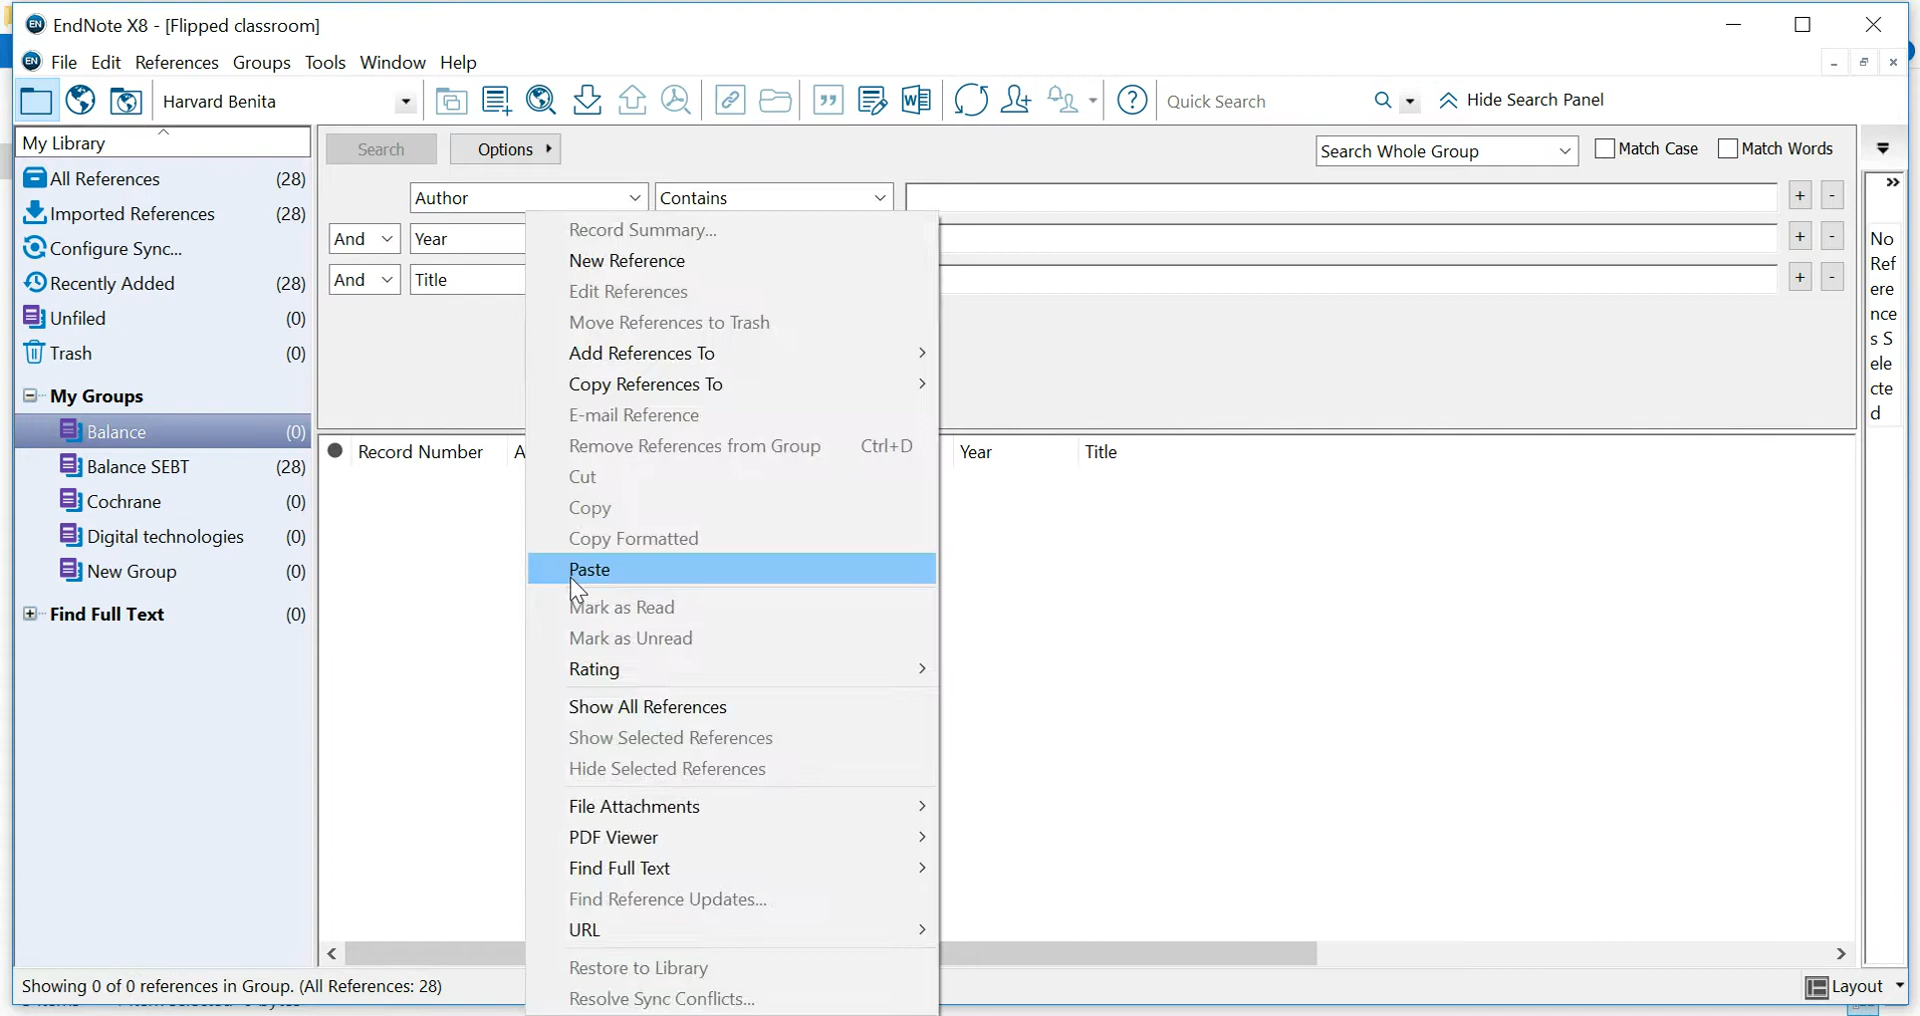 EndNote X8 - [Flipped classroom]
File Edit References Groups Tools Window Help
Harvard Benita
Quick Search
Hide Search Panel
My Library
All References (28)
Imported References (28)
Configure Sync...
Recently Added (28)
Unfiled (0)
Trash (0)
My Groups
Balance (0)
Balance SEBT (28)
Cochrane (0)
Digital technologies (0)
New Group (0)
Find Full Text (0)
Search Options Search Whole Group Match Case Match Words
Author Contains + -
And Year + -
And Title + -
Record Number A Year Title
Record Summary...
New Reference
Edit References
Move References to Trash
Add References To
Copy References To
E-mail Reference
Remove References from Group Ctrl+D
Cut
Copy
Copy Formatted
Paste
Mark as Read
Mark as Unread
Rating
Show All References
Show Selected References
Hide Selected References
File Attachments
PDF Viewer
Find Full Text
Find Reference Updates...
URL
Restore to Library
Resolve Sync Conflicts...
No
Ref
ere
nce
s S
ele
cte
d
Showing 0 of 0 references in Group. (All References: 28)
Layout